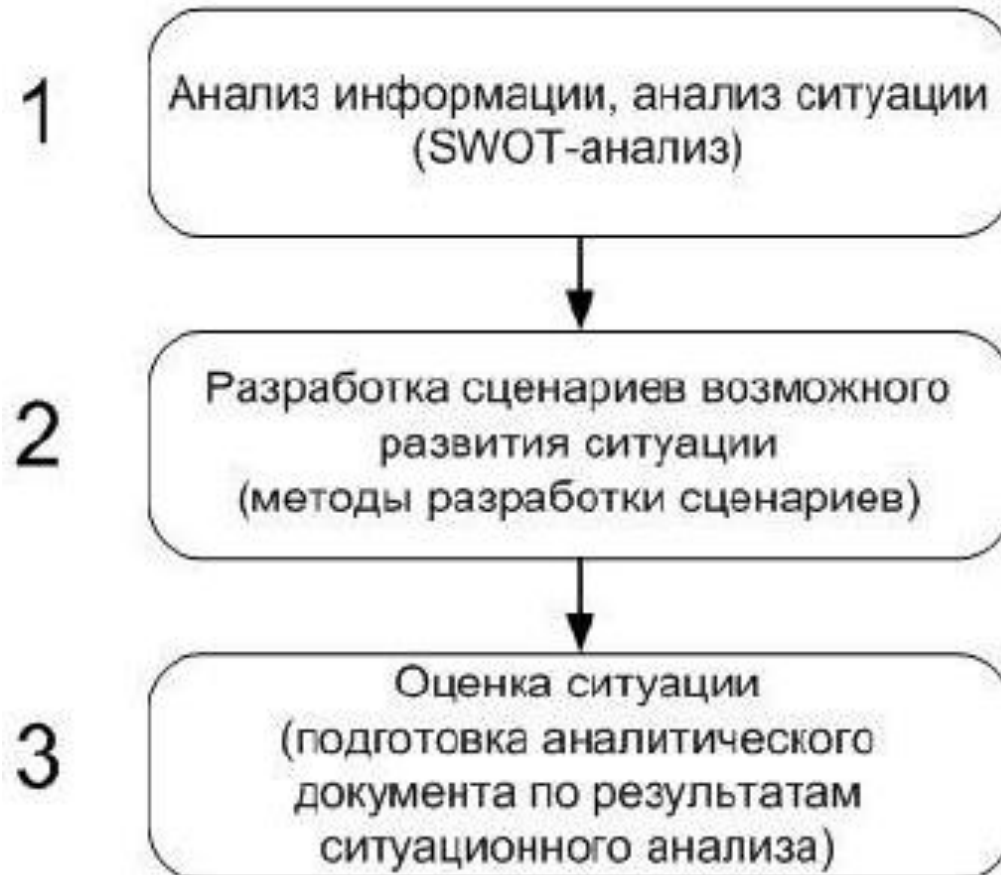 1
Анализ информации, анализ ситуации
(SWOT-анализ)
2
Разработка сценариев возможного
развития ситуации
(методы разработки сценариев)
3
Оценка ситуации
(подготовка аналитического
документа по результатам
ситуационного анализа)